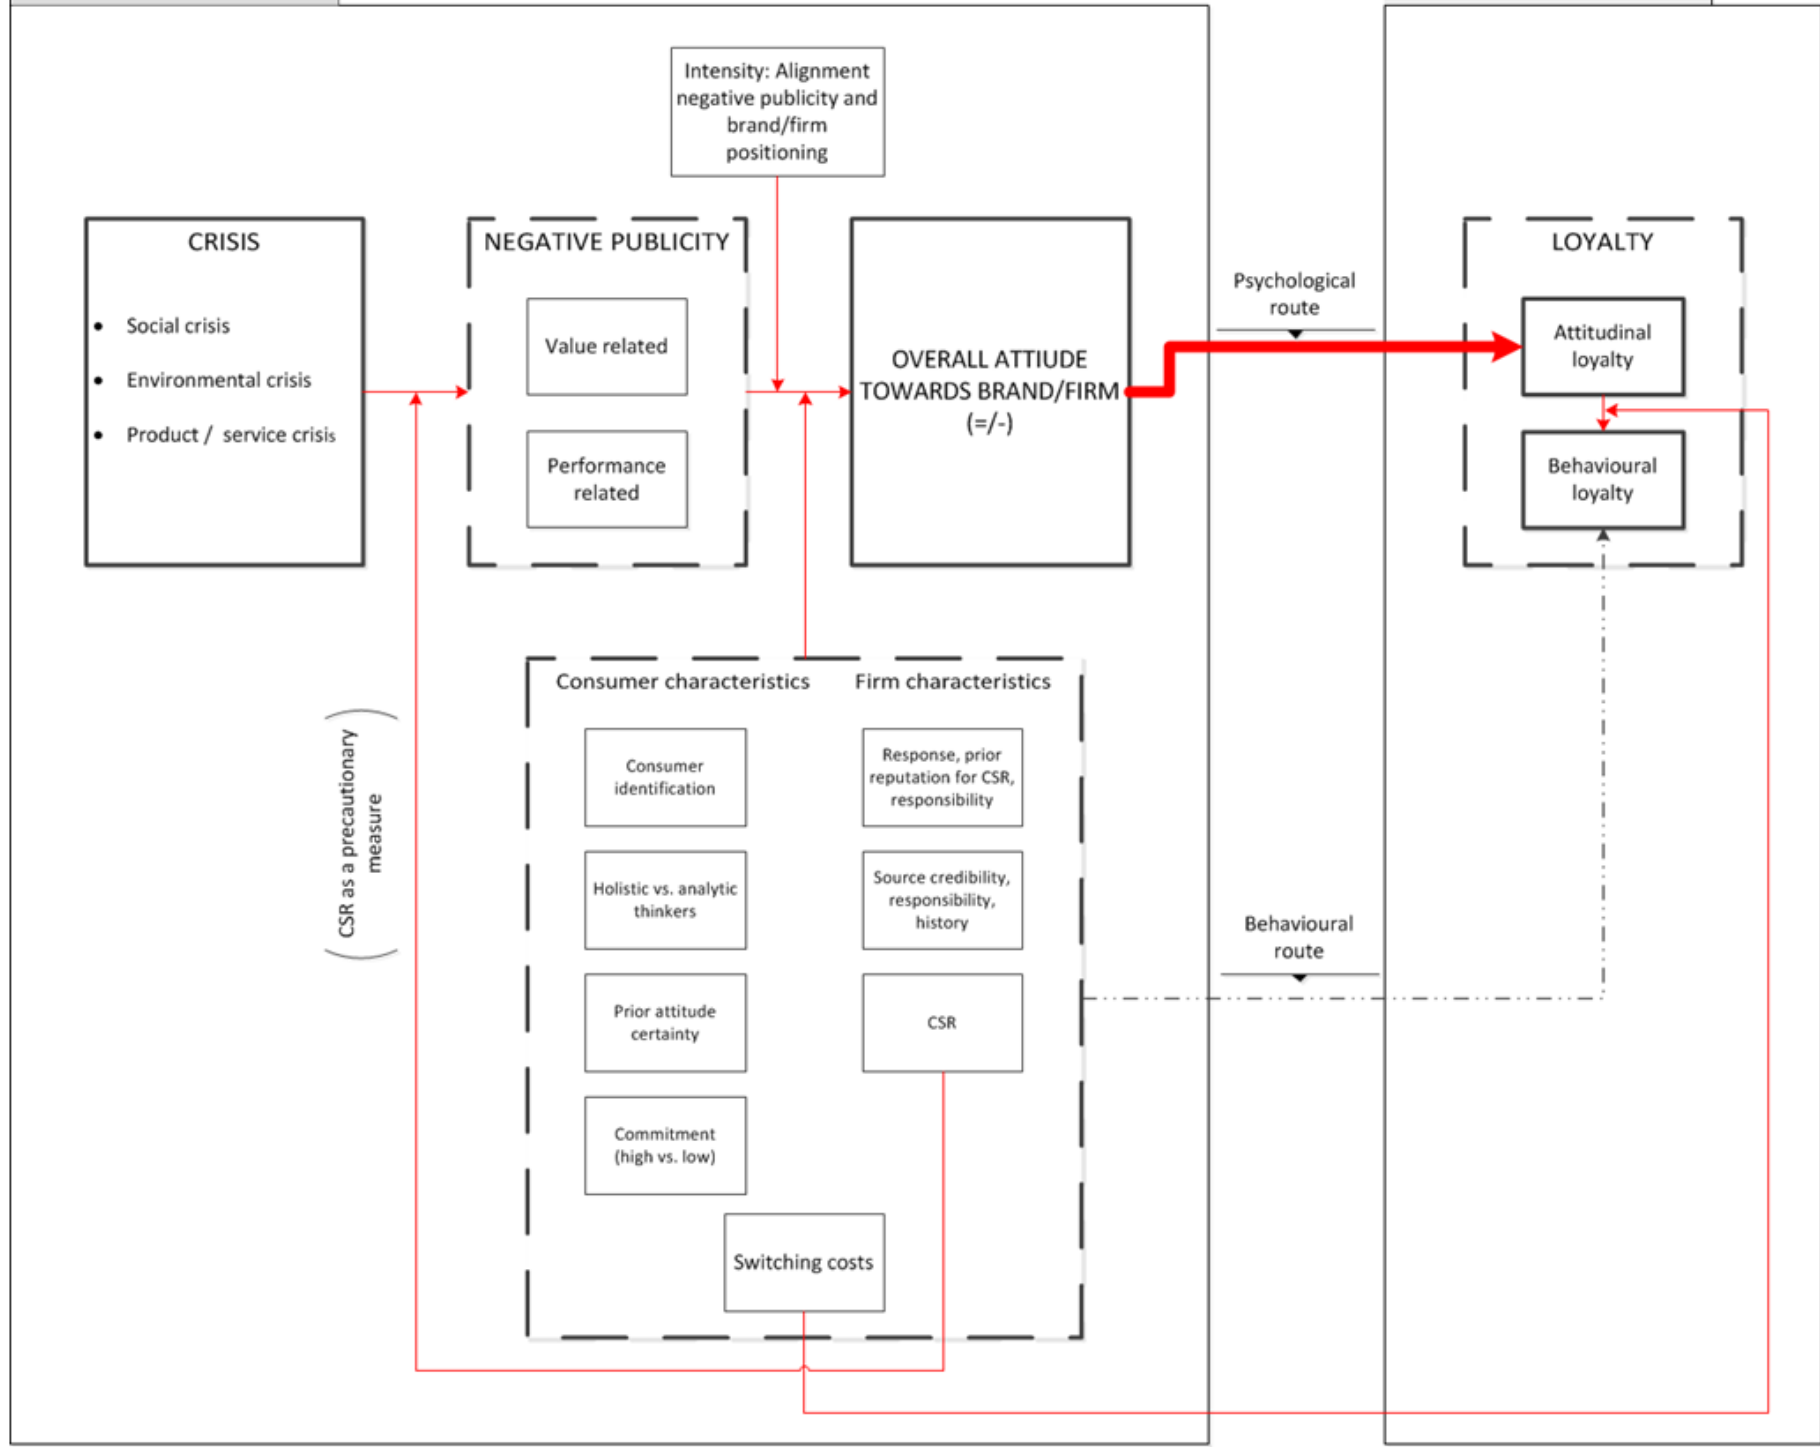 Intensity: Alignment
negative publicity and
brand/firm
positioning
CRISIS
• Social crisis
• Environmental crisis
• Product / service crisis
NEGATIVE PUBLICITY
Value related
Performance
related
OVERALL ATTIUDE
TOWARDS BRAND/FIRM
(=/-)
Psychological
route
LOYALTY
Attitudinal
loyalty
Behavioural
loyalty
CSR as a precautionary
measure
Consumer characteristics
Firm characteristics
Consumer
identification
Response, prior
reputation for CSR,
responsibility
Holistic vs. analytic
thinkers
Source credibility,
responsibility,
history
Prior attitude
certainty
CSR
Commitment
(high vs. low)
Switching costs
Behavioural
route